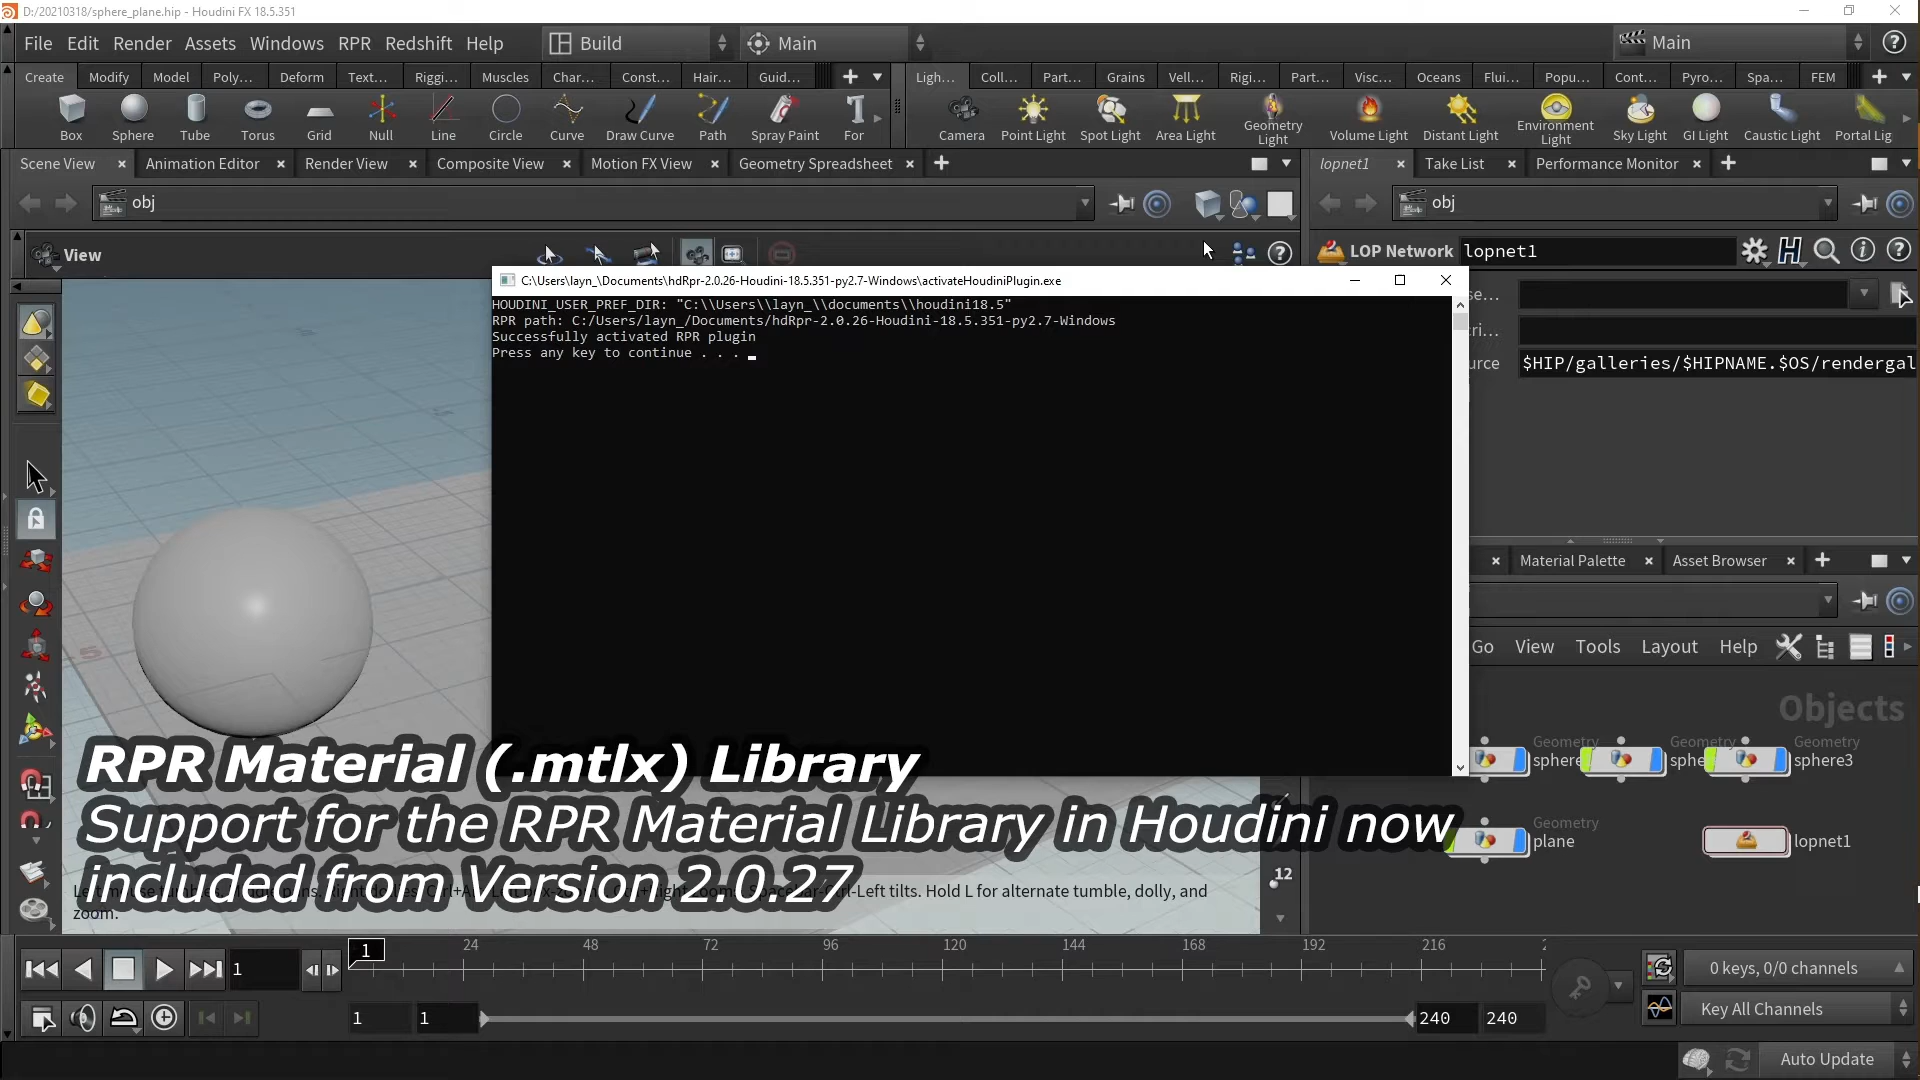 D:/20210318/sphere_plane.hip - Houdini FX 18.5.351
File Edit Render Assets Windows RPR Redshift Help Build Main Main
Create Modify Model Poly... Deform Text... Riggi... Muscles Char... Const... Hair... Guid... Ligh... Coll... Part... Grains Vell... Rigi... Part... Visc... Oceans Flui... Popu... Cont... Pyro... Spa... FEM
Box Sphere Tube Torus Grid Null Line Circle Curve Draw Curve Path Spray Paint For Camera Point Light Spot Light Area Light Geometry Light Volume Light Distant Light Environment Light Sky Light GI Light Caustic Light Portal Lig
Scene View Animation Editor Render View Composite View Motion FX View Geometry Spreadsheet lopnet1 Take List Performance Monitor
obj obj
View LOP Network lopnet1
C:\Users\layn_\Documents\hdRpr-2.0.26-Houdini-18.5.351-py2.7-Windows\activateHoudiniPlugin.exe
HOUDINI_USER_PREF_DIR: "C:\\Users\\layn_\\documents\\houdini18.5"
RPR path: C:/Users/layn_/Documents/hdRpr-2.0.26-Houdini-18.5.351-py2.7-Windows
Successfully activated RPR plugin
Press any key to continue . . .
se...
cri...
urce $HIP/galleries/$HIPNAME.$OS/rendergal
Material Palette Asset Browser
Go View Tools Layout Help
Objects
Geometry Geometry Geometry
sphere sphe sphere3
Geometry
plane lopnet1
5
RPR Material (.mtlx) Library
Support for the RPR Material Library in Houdini now
included from Version 2.0.27
-Left tilts. Hold L for alternate tumble, dolly, and
zoom.
12
1 24 48 72 96 120 144 168 192 216
1 0 keys, 0/0 channels
1 1 240 240 Key All Channels
Auto Update